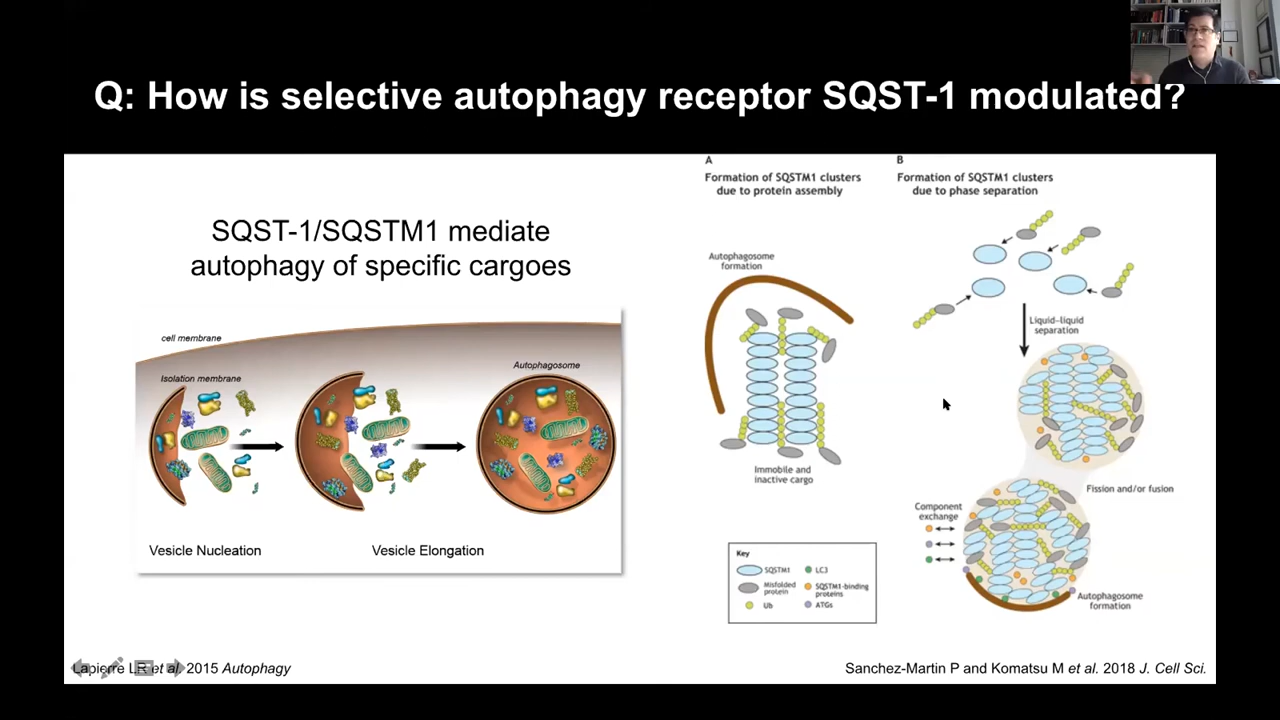 Q: How is selective autophagy receptor SQST-1 modulated?
SQST-1/SQSTM1 mediate
autophagy of specific cargoes
cell membrane
Isolation membrane
Autophagosome
Vesicle Nucleation
Vesicle Elongation
A
Formation of SQSTM1 clusters
due to protein assembly
Autophagosome
formation
Immobile and
inactive cargo
B
Formation of SQSTM1 clusters
due to phase separation
Liquid–liquid
separation
Fission and/or fusion
Component
exchange
Autophagosome
formation
Key
SQSTM1
LC3
Misfolded
protein
SQSTM1-binding
proteins
Ub
ATGs
Lapierre LR et al. 2015 Autophagy
Sanchez-Martin P and Komatsu M et al. 2018 J. Cell Sci.